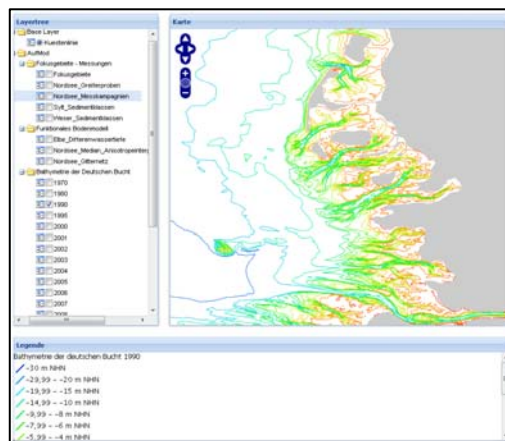 Layertree
Base Layer
Kuestenlinie
AufMod
Fokusgebiete - Messungen
Fokusgebiete
Nordsee_Greiferproben
Nordsee_Messkampagnien
Sylt_Sedimentklassen
Weser_Sedimentklassen
Funktionales Bodenmodell
Elbe_Differenwassertiefe
Nordsee_Median_Anisotropieinterp
Nordsee_Gitternetz
Bathymetrie der Deutschen Bucht
1970
1980
1990
1995
2000
2001
2002
2003
2004
2005
2006
2007
Karte
Legende
Bathymetrie der deutschen Bucht 1990
-30 m NHN
-29,99 - -20 m NHN
-19,99 - -15 m NHN
-14,99 - -10 m NHN
-9,99 - -8 m NHN
-7,99 - -6 m NHN
-5,99 - -4 m NHN